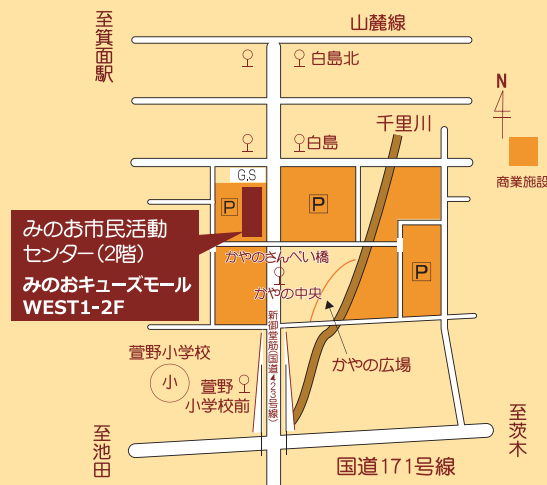 至箕面駅
山麓線
白島北
N
千里川
白島
商業施設
G.S
P
P
みのお市民活動
センター(2階)
みのおキューズモール
WEST1-2F
かやのさんぺい橋
P
かやの中央
新御堂筋(国道423号線)
萱野小学校
小
萱野
小学校前
かやの広場
至池田
至茨木
国道171号線